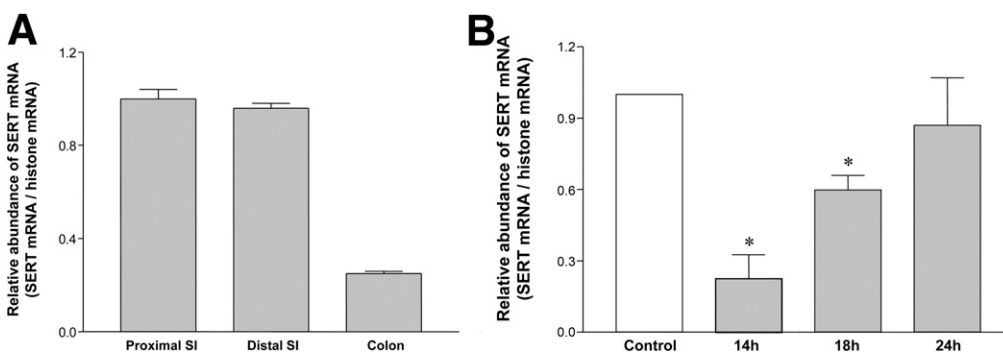 A
Relative abundance of SERT mRNA
(SERT mRNA / histone mRNA)
1.2
0.8
0.4
0.0
Proximal SI
Distal SI
Colon
B
Relative abundance of SERT mRNA
(SERT mRNA / histone mRNA)
1.2
0.9
0.6
0.3
0.0
*
*
Control
14h
18h
24h